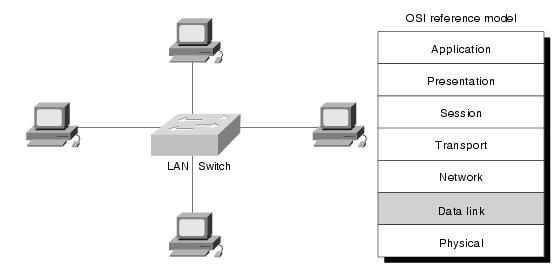 OSI reference model
Application
Presentation
Session
Transport
Network
Data link
Physical
LAN Switch